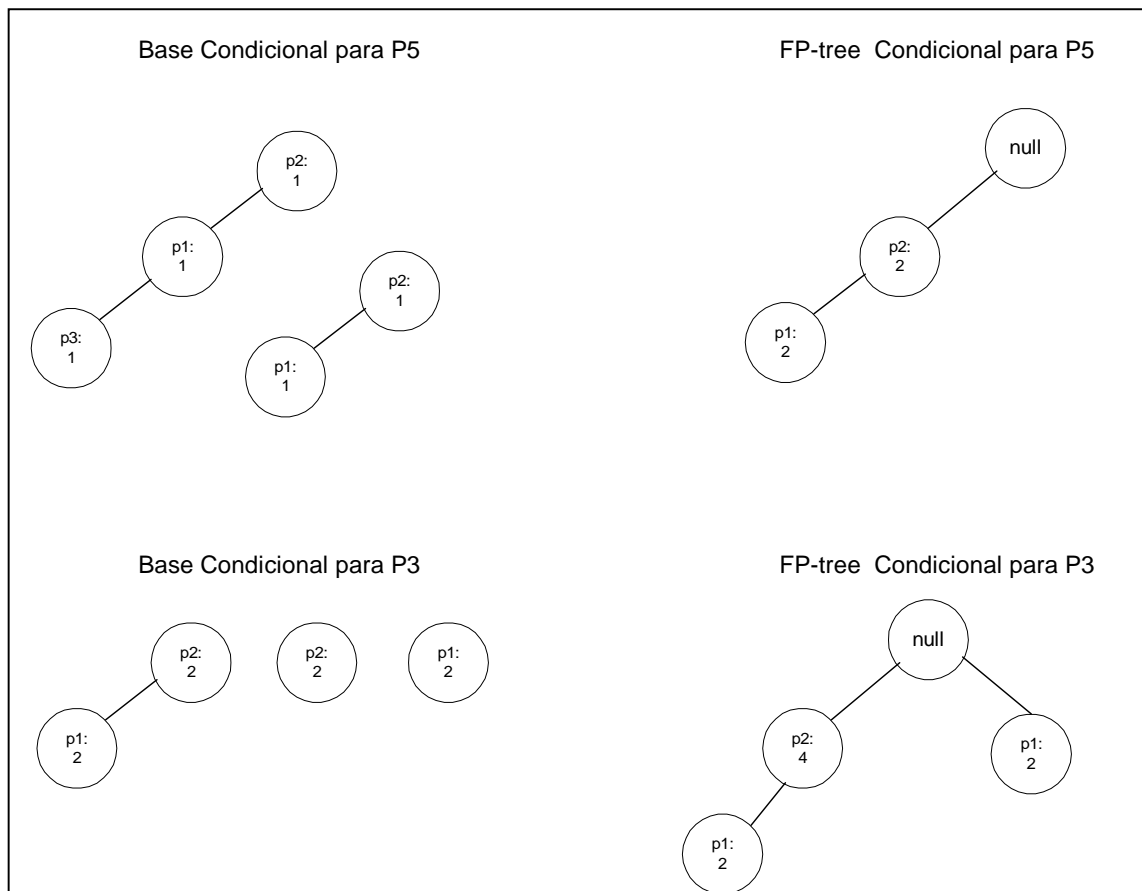 Base Condicional para P5
FP-tree Condicional para P5
p2:
1
null
p1:
1
p2:
2
p2:
1
p3:
1
p1:
2
p1:
1
Base Condicional para P3
FP-tree Condicional para P3
p2:
2
p2:
2
p1:
2
null
p1:
2
p2:
4
p1:
2
p1:
2